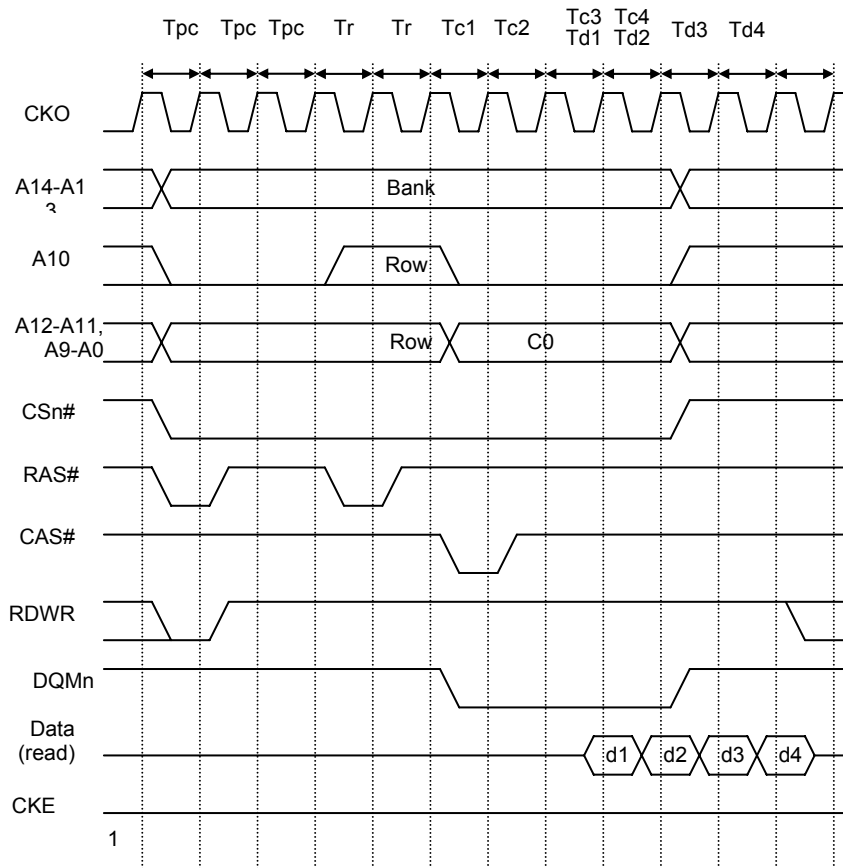 Tpc Tpc Tpc Tr Tr Tc1 Tc2 Tc3 Tc4 Td3 Td4
Td1 Td2
CKO
A14-A1
3
Bank
A10
Row
A12-A11,
A9-A0
Row C0
CSn#
RAS#
CAS#
RDWR
DQMn
Data
(read)
d1 d2 d3 d4
CKE
1